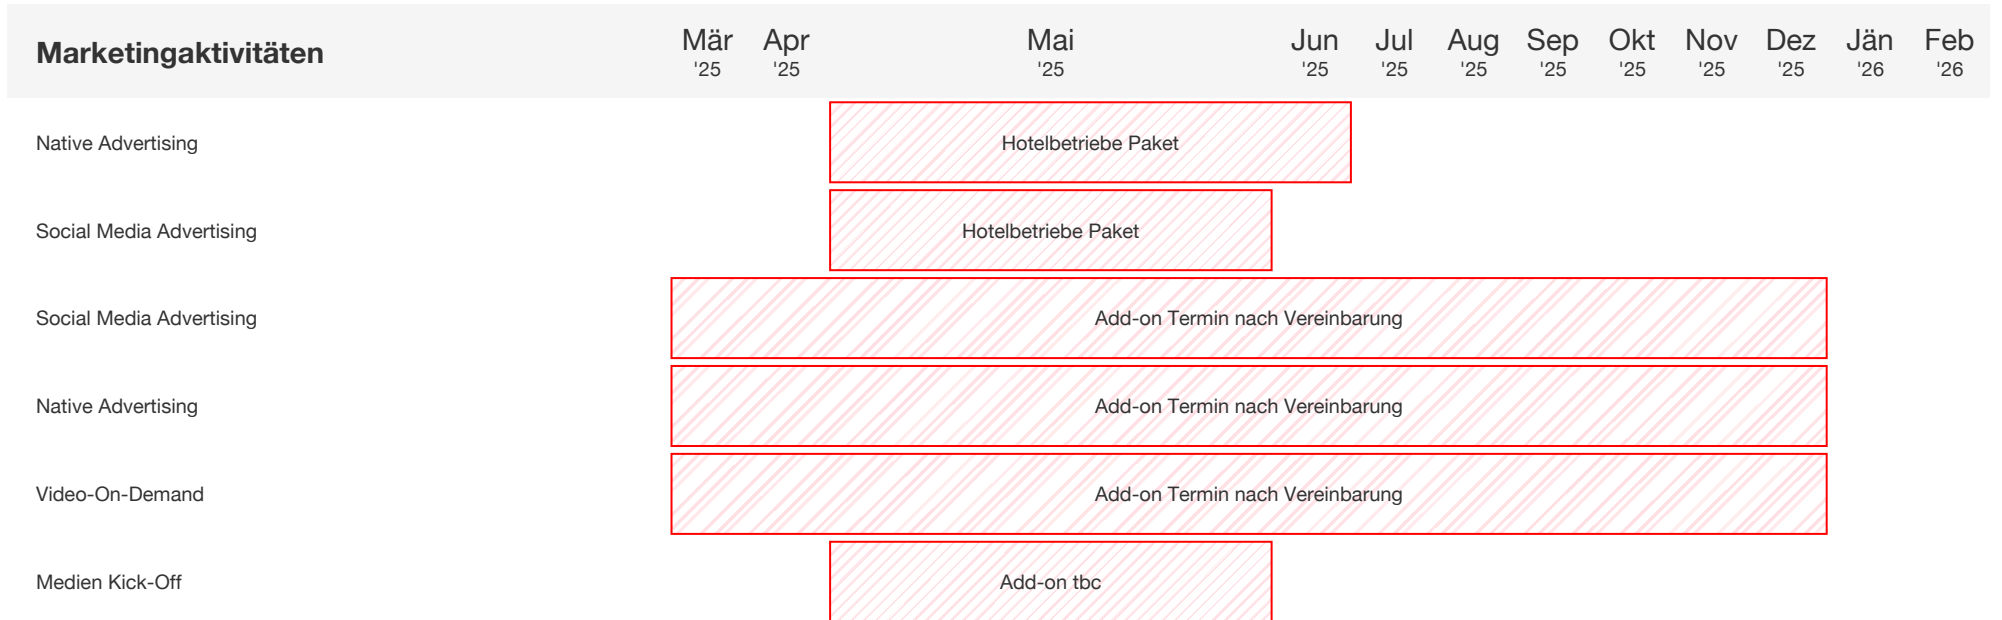 Marketingaktivitäten
Mär Apr Mai Jun Jul Aug Sep Okt Nov Dez Jän Feb
'25 '25 '25 '25 '25 '25 '25 '25 '25 '25 '26 '26
Native Advertising Hotelbetriebe Paket
Social Media Advertising Hotelbetriebe Paket
Social Media Advertising Add-on Termin nach Vereinbarung
Native Advertising Add-on Termin nach Vereinbarung
Video-On-Demand Add-on Termin nach Vereinbarung
Medien Kick-Off Add-on tbc